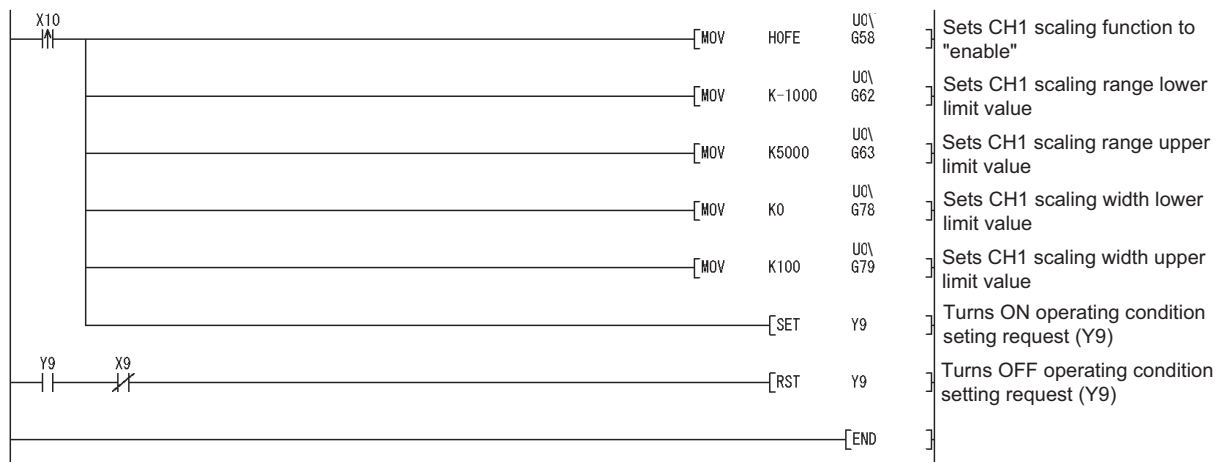 X10
U0\
[MOV H0FE G58 ]
Sets CH1 scaling function to
"enable"
U0\
[MOV K-1000 G62 ]
Sets CH1 scaling range lower
limit value
U0\
[MOV K5000 G63 ]
Sets CH1 scaling range upper
limit value
U0\
[MOV K0 G78 ]
Sets CH1 scaling width lower
limit value
U0\
[MOV K100 G79 ]
Sets CH1 scaling width upper
limit value
[SET Y9 ]
Turns ON operating condition
seting request (Y9)
Y9 X9
[RST Y9 ]
Turns OFF operating condition
setting request (Y9)
[END ]